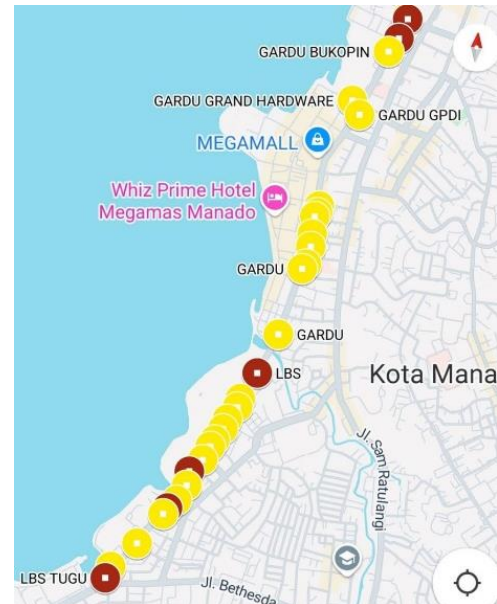 GARDU BUKOPIN
GARDU GRAND HARDWARE
GARDU GPDI
MEGAMALL
Whiz Prime Hotel
Megamas Manado
GARDU
GARDU
LBS
Kota Mana
Jl. Sam Ratulangi
LBS TUGU
Jl. Bethesda